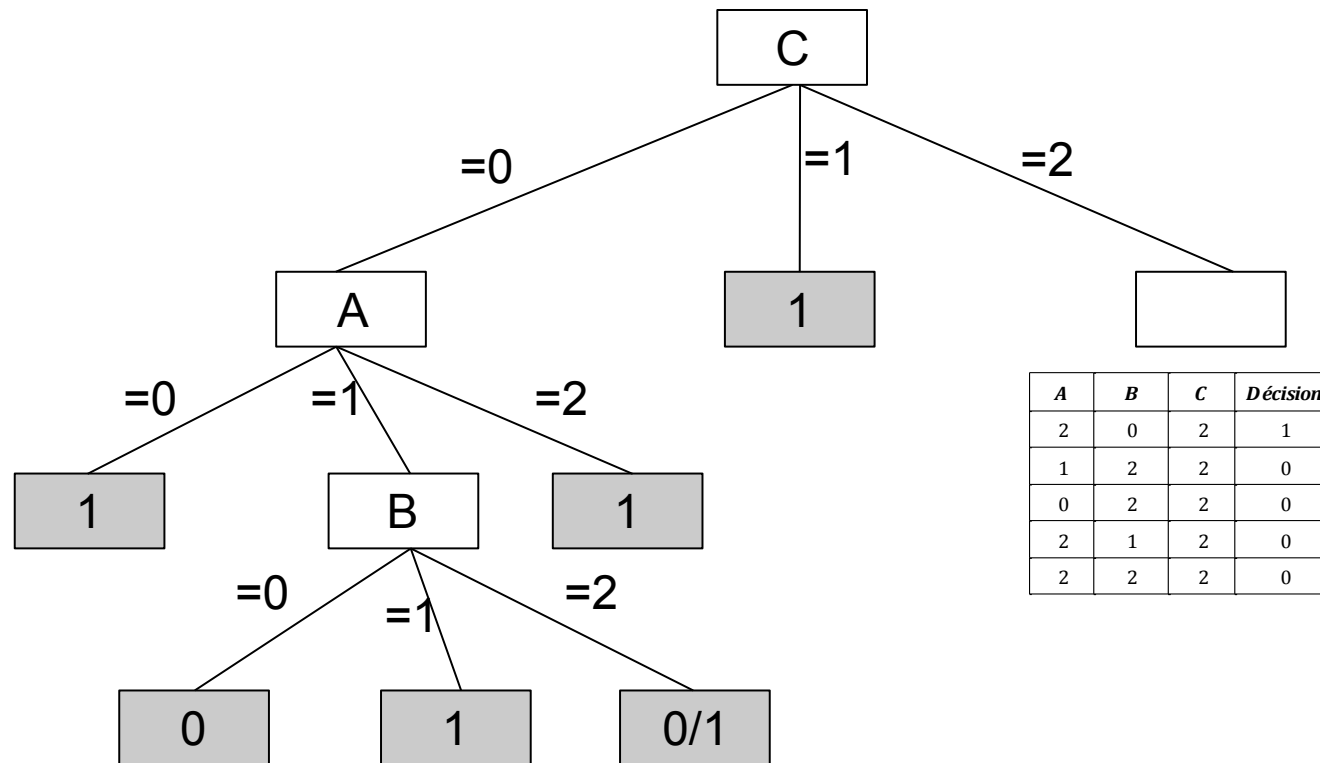 C
=0 =1 =2
A 1
=0 =1 =2
1 B 1
=0 =1 =2
0 1 0/1
A B C Décision
2 0 2 1
1 2 2 0
0 2 2 0
2 1 2 0
2 2 2 0